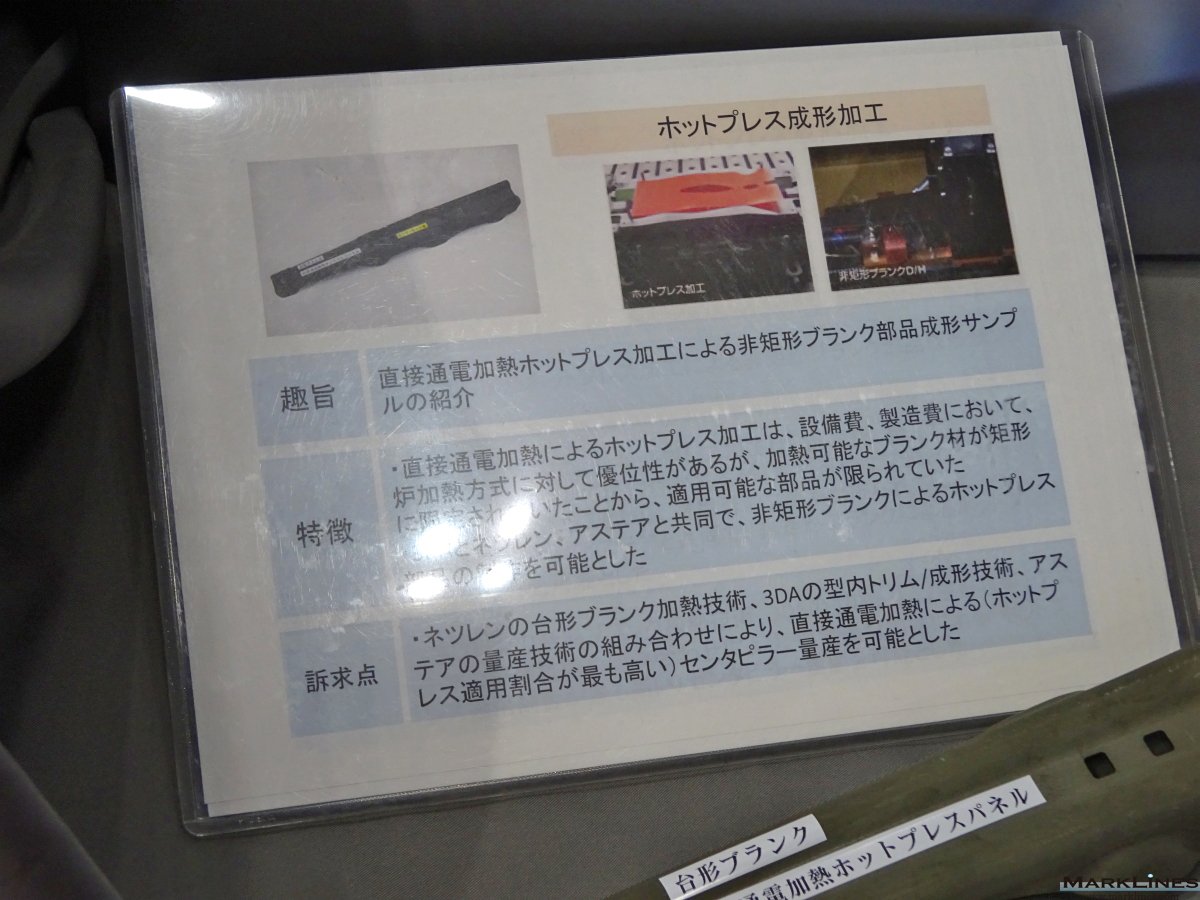 ホットプレス成形加工
ホットプレス加工
非矩形ブランクD/H
趣旨
直接通電加熱ホットプレス加工による非矩形ブランク部品成形サンプ
ルの紹介
特徴
・直接通電加熱によるホットプレス加工は、設備費、製造費において、
炉加熱方式に対して優位性があるが、加熱可能なブランク材が矩形
に限定されていたことから、適用可能な部品が限られていた
ネツレン、アステアと共同で、非矩形ブランクによるホットプレス
の を可能とした
訴求点
・ネツレンの台形ブランク加熱技術、3DAの型内トリム/成形技術、アス
テアの量産技術の組み合わせにより、直接通電加熱による(ホットプ
レス適用割合が最も高い)センタピラー量産を可能とした
台形ブランク
通電加熱ホットプレスパネル
MARKLINES